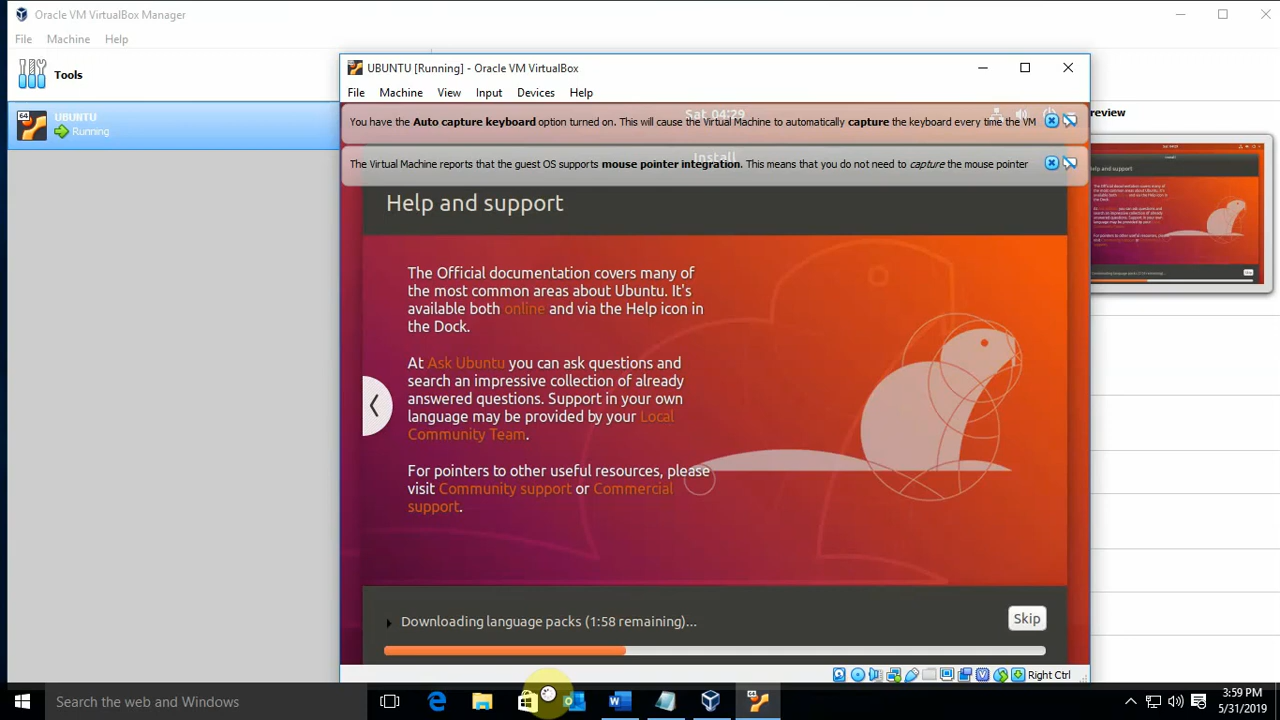 Oracle VM VirtualBox Manager
File Machine Help
Tools
64
UBUNTU
Running
UBUNTU [Running] - Oracle VM VirtualBox
File Machine View Input Devices Help
Sat 04:29
You have the Auto capture keyboard option turned on. This will cause the Virtual Machine to automatically capture the keyboard every time the VM
Install
The Virtual Machine reports that the guest OS supports mouse pointer integration. This means that you do not need to capture the mouse pointer
Help and support
The Official documentation covers many of
the most common areas about Ubuntu. It's
available both online and via the Help icon in
the Dock.
At Ask Ubuntu you can ask questions and
search an impressive collection of already
answered questions. Support in your own
language may be provided by your Local
Community Team.
For pointers to other useful resources, please
visit Community support or Commercial
support.
Downloading language packs (1:58 remaining)...
Skip
Right Ctrl
review
Help and support
Search the web and Windows
3:59 PM
5/31/2019